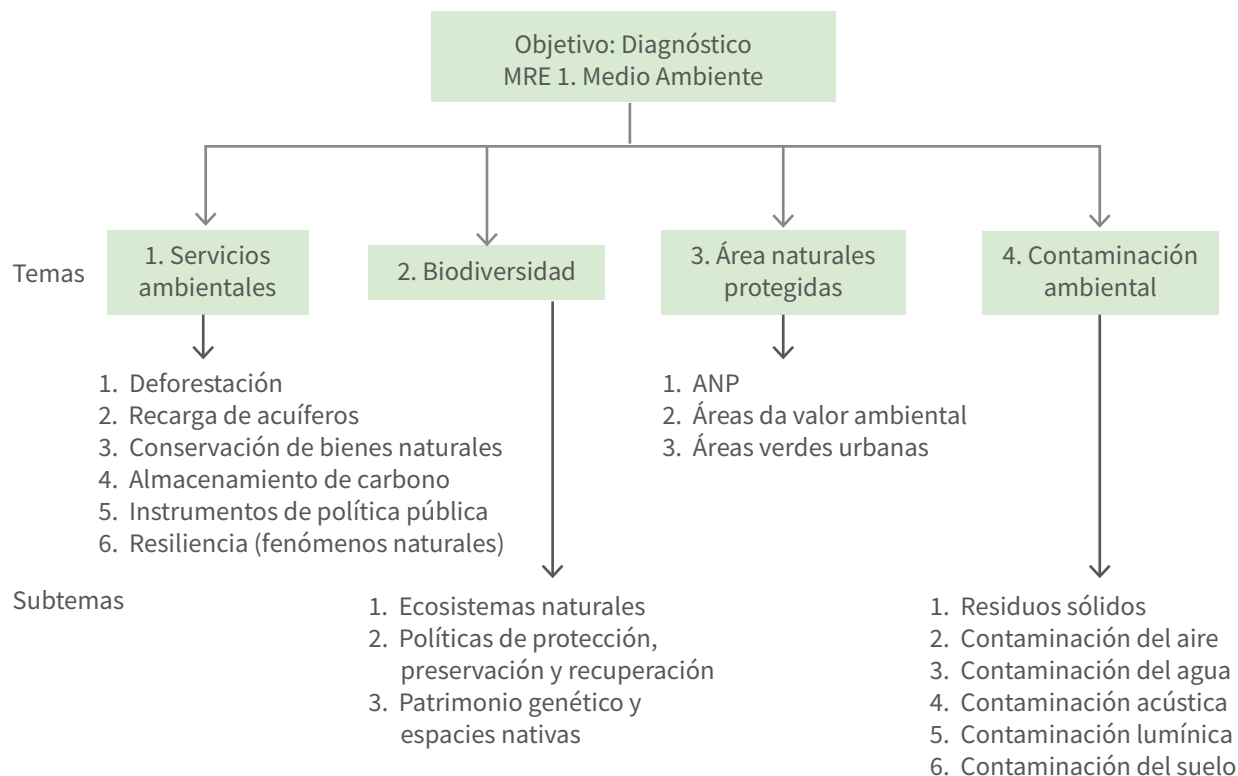 Objetivo: Diagnóstico
MRE 1. Medio Ambiente
Temas
1. Servicios
ambientales
2. Biodiversidad
3. Área naturales
protegidas
4. Contaminación
ambiental
1. Deforestación
2. Recarga de acuíferos
3. Conservación de bienes naturales
4. Almacenamiento de carbono
5. Instrumentos de política pública
6. Resiliencia (fenómenos naturales)
1. ANP
2. Áreas da valor ambiental
3. Áreas verdes urbanas
Subtemas
1. Ecosistemas naturales
2. Políticas de protección,
preservación y recuperación
3. Patrimonio genético y
espacies nativas
1. Residuos sólidos
2. Contaminación del aire
3. Contaminación del agua
4. Contaminación acústica
5. Contaminación lumínica
6. Contaminación del suelo